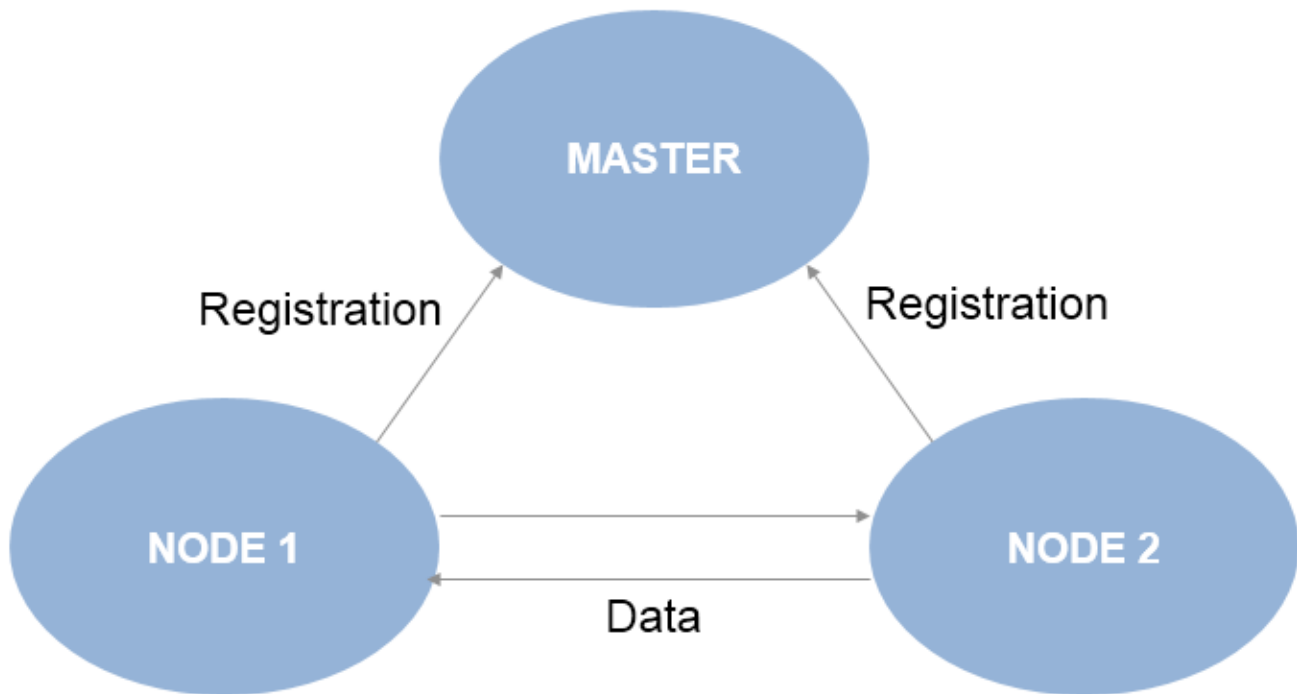 MASTER
Registration
Registration
NODE 1
NODE 2
Data